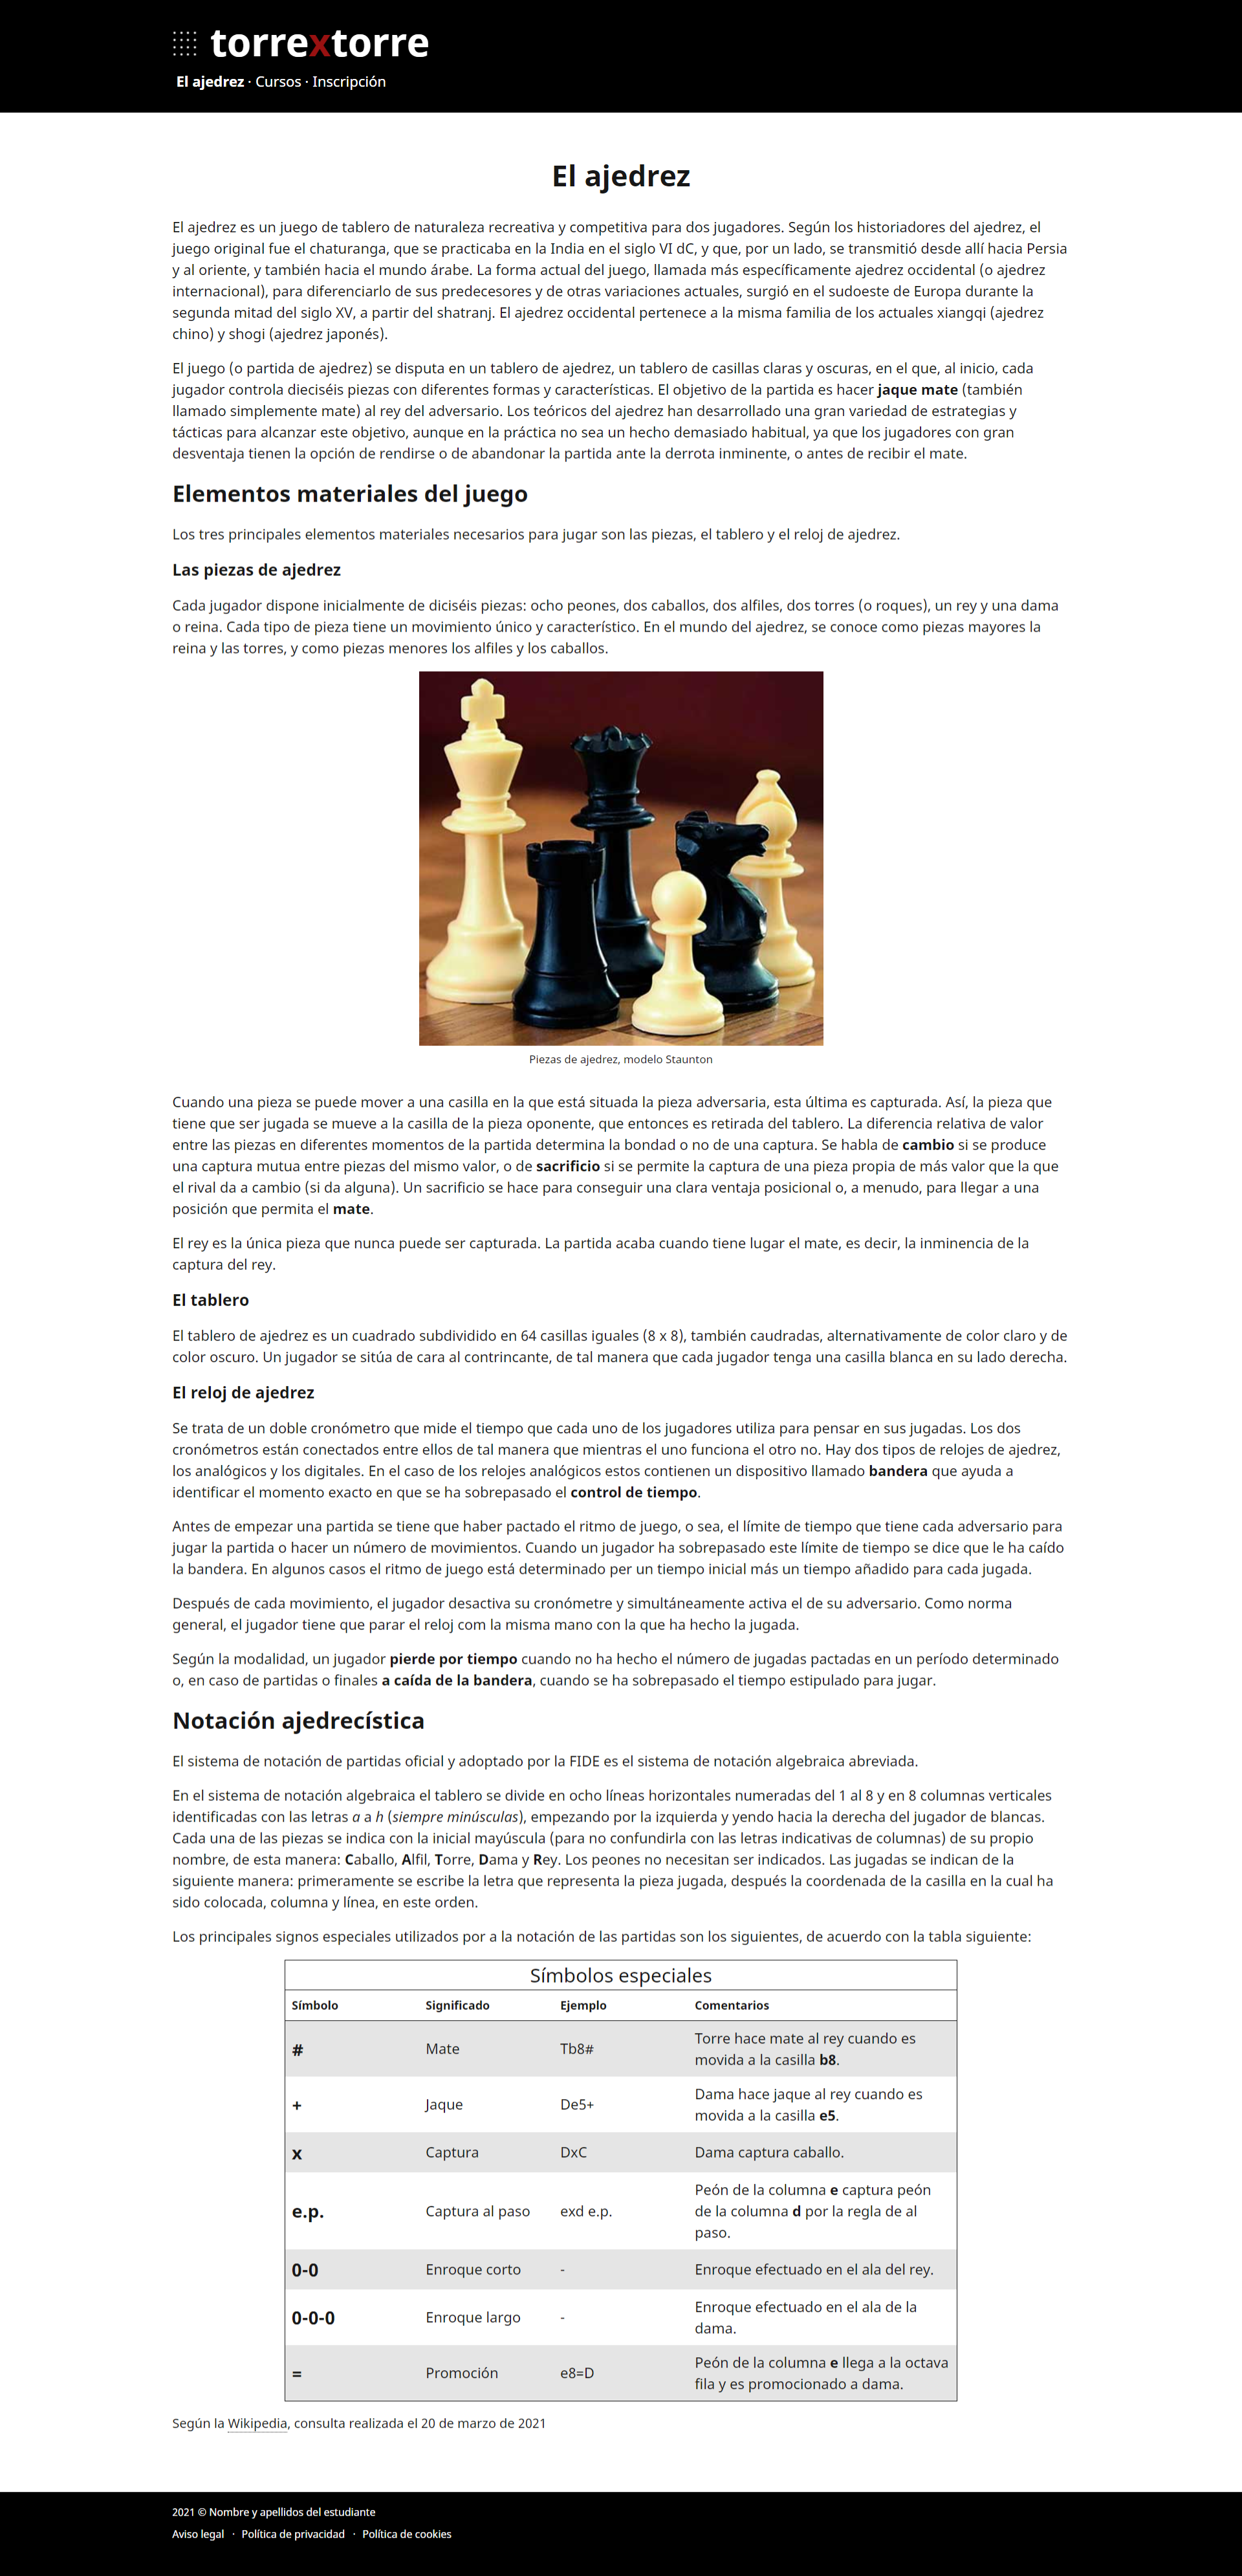 torrextorre
El ajedrez · Cursos · Inscripción
El ajedrez
El ajedrez es un juego de tablero de naturaleza recreativa y competitiva para dos jugadores. Según los historiadores del ajedrez, el
juego original fue el chaturanga, que se practicaba en la India en el siglo VI dC, y que, por un lado, se transmitió desde allí hacia Persia
y al oriente, y también hacia el mundo árabe. La forma actual del juego, llamada más específicamente ajedrez occidental (o ajedrez
internacional), para diferenciarlo de sus predecesores y de otras variaciones actuales, surgió en el sudoeste de Europa durante la
segunda mitad del siglo XV, a partir del shatranj. El ajedrez occidental pertenece a la misma familia de los actuales xiangqi (ajedrez
chino) y shogi (ajedrez japonés).
El juego (o partida de ajedrez) se disputa en un tablero de ajedrez, un tablero de casillas claras y oscuras, en el que, al inicio, cada
jugador controla dieciséis piezas con diferentes formas y características. El objetivo de la partida es hacer jaque mate (también
llamado simplemente mate) al rey del adversario. Los teóricos del ajedrez han desarrollado una gran variedad de estrategias y
tácticas para alcanzar este objetivo, aunque en la práctica no sea un hecho demasiado habitual, ya que los jugadores con gran
desventaja tienen la opción de rendirse o de abandonar la partida ante la derrota inminente, o antes de recibir el mate.
Elementos materiales del juego
Los tres principales elementos materiales necesarios para jugar son las piezas, el tablero y el reloj de ajedrez.
Las piezas de ajedrez
Cada jugador dispone inicialmente de diciséis piezas: ocho peones, dos caballos, dos alfiles, dos torres (o roques), un rey y una dama
o reina. Cada tipo de pieza tiene un movimiento único y característico. En el mundo del ajedrez, se conoce como piezas mayores la
reina y las torres, y como piezas menores los alfiles y los caballos.
Piezas de ajedrez, modelo Staunton
Cuando una pieza se puede mover a una casilla en la que está situada la pieza adversaria, esta última es capturada. Así, la pieza que
tiene que ser jugada se mueve a la casilla de la pieza oponente, que entonces es retirada del tablero. La diferencia relativa de valor
entre las piezas en diferentes momentos de la partida determina la bondad o no de una captura. Se habla de cambio si se produce
una captura mutua entre piezas del mismo valor, o de sacrificio si se permite la captura de una pieza propia de más valor que la que
el rival da a cambio (si da alguna). Un sacrificio se hace para conseguir una clara ventaja posicional o, a menudo, para llegar a una
posición que permita el mate.
El rey es la única pieza que nunca puede ser capturada. La partida acaba cuando tiene lugar el mate, es decir, la inminencia de la
captura del rey.
El tablero
El tablero de ajedrez es un cuadrado subdividido en 64 casillas iguales (8 x 8), también caudradas, alternativamente de color claro y de
color oscuro. Un jugador se sitúa de cara al contrincante, de tal manera que cada jugador tenga una casilla blanca en su lado derecha.
El reloj de ajedrez
Se trata de un doble cronómetro que mide el tiempo que cada uno de los jugadores utiliza para pensar en sus jugadas. Los dos
cronómetros están conectados entre ellos de tal manera que mientras el uno funciona el otro no. Hay dos tipos de relojes de ajedrez,
los analógicos y los digitales. En el caso de los relojes analógicos estos contienen un dispositivo llamado bandera que ayuda a
identificar el momento exacto en que se ha sobrepasado el control de tiempo.
Antes de empezar una partida se tiene que haber pactado el ritmo de juego, o sea, el límite de tiempo que tiene cada adversario para
jugar la partida o hacer un número de movimientos. Cuando un jugador ha sobrepasado este límite de tiempo se dice que le ha caído
la bandera. En algunos casos el ritmo de juego está determinado per un tiempo inicial más un tiempo añadido para cada jugada.
Después de cada movimiento, el jugador desactiva su cronómetre y simultáneamente activa el de su adversario. Como norma
general, el jugador tiene que parar el reloj com la misma mano con la que ha hecho la jugada.
Según la modalidad, un jugador pierde por tiempo cuando no ha hecho el número de jugadas pactadas en un período determinado
o, en caso de partidas o finales a caída de la bandera, cuando se ha sobrepasado el tiempo estipulado para jugar.
Notación ajedrecística
El sistema de notación de partidas oficial y adoptado por la FIDE es el sistema de notación algebraica abreviada.
En el sistema de notación algebraica el tablero se divide en ocho líneas horizontales numeradas del 1 al 8 y en 8 columnas verticales
identificadas con las letras a a h (siempre minúsculas), empezando por la izquierda y yendo hacia la derecha del jugador de blancas.
Cada una de las piezas se indica con la inicial mayúscula (para no confundirla con las letras indicativas de columnas) de su propio
nombre, de esta manera: Caballo, Alfil, Torre, Dama y Rey. Los peones no necesitan ser indicados. Las jugadas se indican de la
siguiente manera: primeramente se escribe la letra que representa la pieza jugada, después la coordenada de la casilla en la cual ha
sido colocada, columna y línea, en este orden.
Los principales signos especiales utilizados por a la notación de las partidas son los siguientes, de acuerdo con la tabla siguiente:
Símbolos especiales
Símbolo Significado Ejemplo Comentarios
# Mate Tb8# Torre hace mate al rey cuando es
movida a la casilla b8.
+ Jaque De5+ Dama hace jaque al rey cuando es
movida a la casilla e5.
x Captura DxC Dama captura caballo.
e.p. Captura al paso exd e.p. Peón de la columna e captura peón
de la columna d por la regla de al
paso.
0-0 Enroque corto - Enroque efectuado en el ala del rey.
0-0-0 Enroque largo - Enroque efectuado en el ala de la
dama.
= Promoción e8=D Peón de la columna e llega a la octava
fila y es promocionado a dama.
Según la Wikipedia, consulta realizada el 20 de marzo de 2021
2021 © Nombre y apellidos del estudiante
Aviso legal · Política de privacidad · Política de cookies